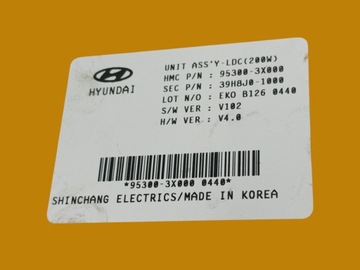 UNIT ASS'Y-LDC(200W)
HYUNDAI
HMC P/N : 95300-3X000
SEC P/N : 39H8J0-1000
LOT N/O : EKO B126 0440
S/W VER : V102
H/W VER : V4.0
*95300-3X000 0440*
SHINCHANG ELECTRICS/MADE IN KOREA